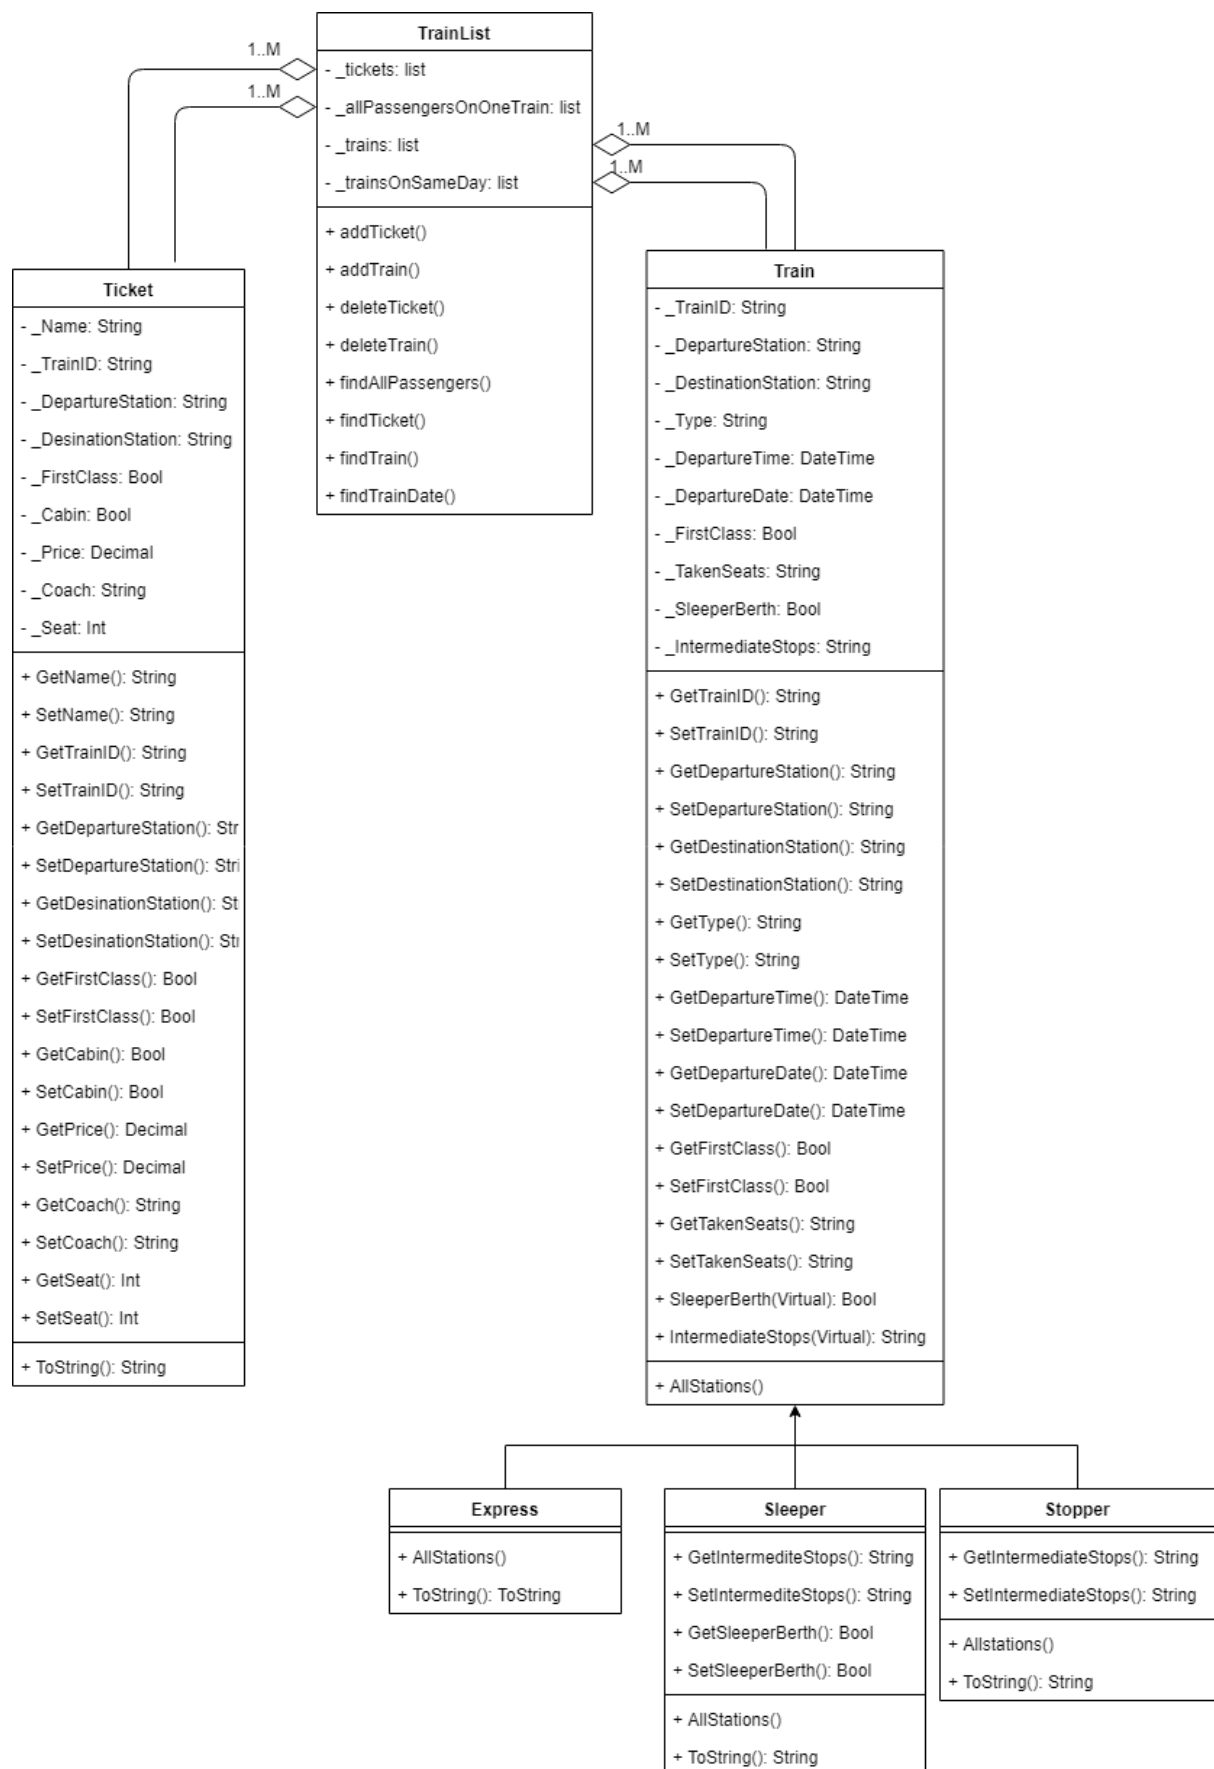 TrainList
- _tickets: list
- _allPassengersOnOneTrain: list
- _trains: list
- _trainsOnSameDay: list
+ addTicket()
+ addTrain()
+ deleteTicket()
+ deleteTrain()
+ findAllPassengers()
+ findTicket()
+ findTrain()
+ findTrainDate()
1..M
1..M
1..M
1..M
Ticket
- _Name: String
- _TrainID: String
- _DepartureStation: String
- _DesinationStation: String
- _FirstClass: Bool
- _Cabin: Bool
- _Price: Decimal
- _Coach: String
- _Seat: Int
+ GetName(): String
+ SetName(): String
+ GetTrainID(): String
+ SetTrainID(): String
+ GetDepartureStation(): Str
+ SetDepartureStation(): Stri
+ GetDesinationStation(): St
+ SetDesinationStation(): Stri
+ GetFirstClass(): Bool
+ SetFirstClass(): Bool
+ GetCabin(): Bool
+ SetCabin(): Bool
+ GetPrice(): Decimal
+ SetPrice(): Decimal
+ GetCoach(): String
+ SetCoach(): String
+ GetSeat(): Int
+ SetSeat(): Int
+ ToString(): String
Train
- _TrainID: String
- _DepartureStation: String
- _DestinationStation: String
- _Type: String
- _DepartureTime: DateTime
- _DepartureDate: DateTime
- _FirstClass: Bool
- _TakenSeats: String
- _SleeperBerth: Bool
- _IntermediateStops: String
+ GetTrainID(): String
+ SetTrainID(): String
+ GetDepartureStation(): String
+ SetDepartureStation(): String
+ GetDestinationStation(): String
+ SetDestinationStation(): String
+ GetType(): String
+ SetType(): String
+ GetDepartureTime(): DateTime
+ SetDepartureTime(): DateTime
+ GetDepartureDate(): DateTime
+ SetDepartureDate(): DateTime
+ GetFirstClass(): Bool
+ SetFirstClass(): Bool
+ GetTakenSeats(): String
+ SetTakenSeats(): String
+ SleeperBerth(Virtual): Bool
+ IntermediateStops(Virtual): String
+ AllStations()
Express
+ AllStations()
+ ToString(): ToString
Sleeper
+ GetIntermediteStops(): String
+ SetIntermediteStops(): String
+ GetSleeperBerth(): Bool
+ SetSleeperBerth(): Bool
+ AllStations()
+ ToString(): String
Stopper
+ GetIntermediateStops(): String
+ SetIntermediateStops(): String
+ Allstations()
+ ToString(): String